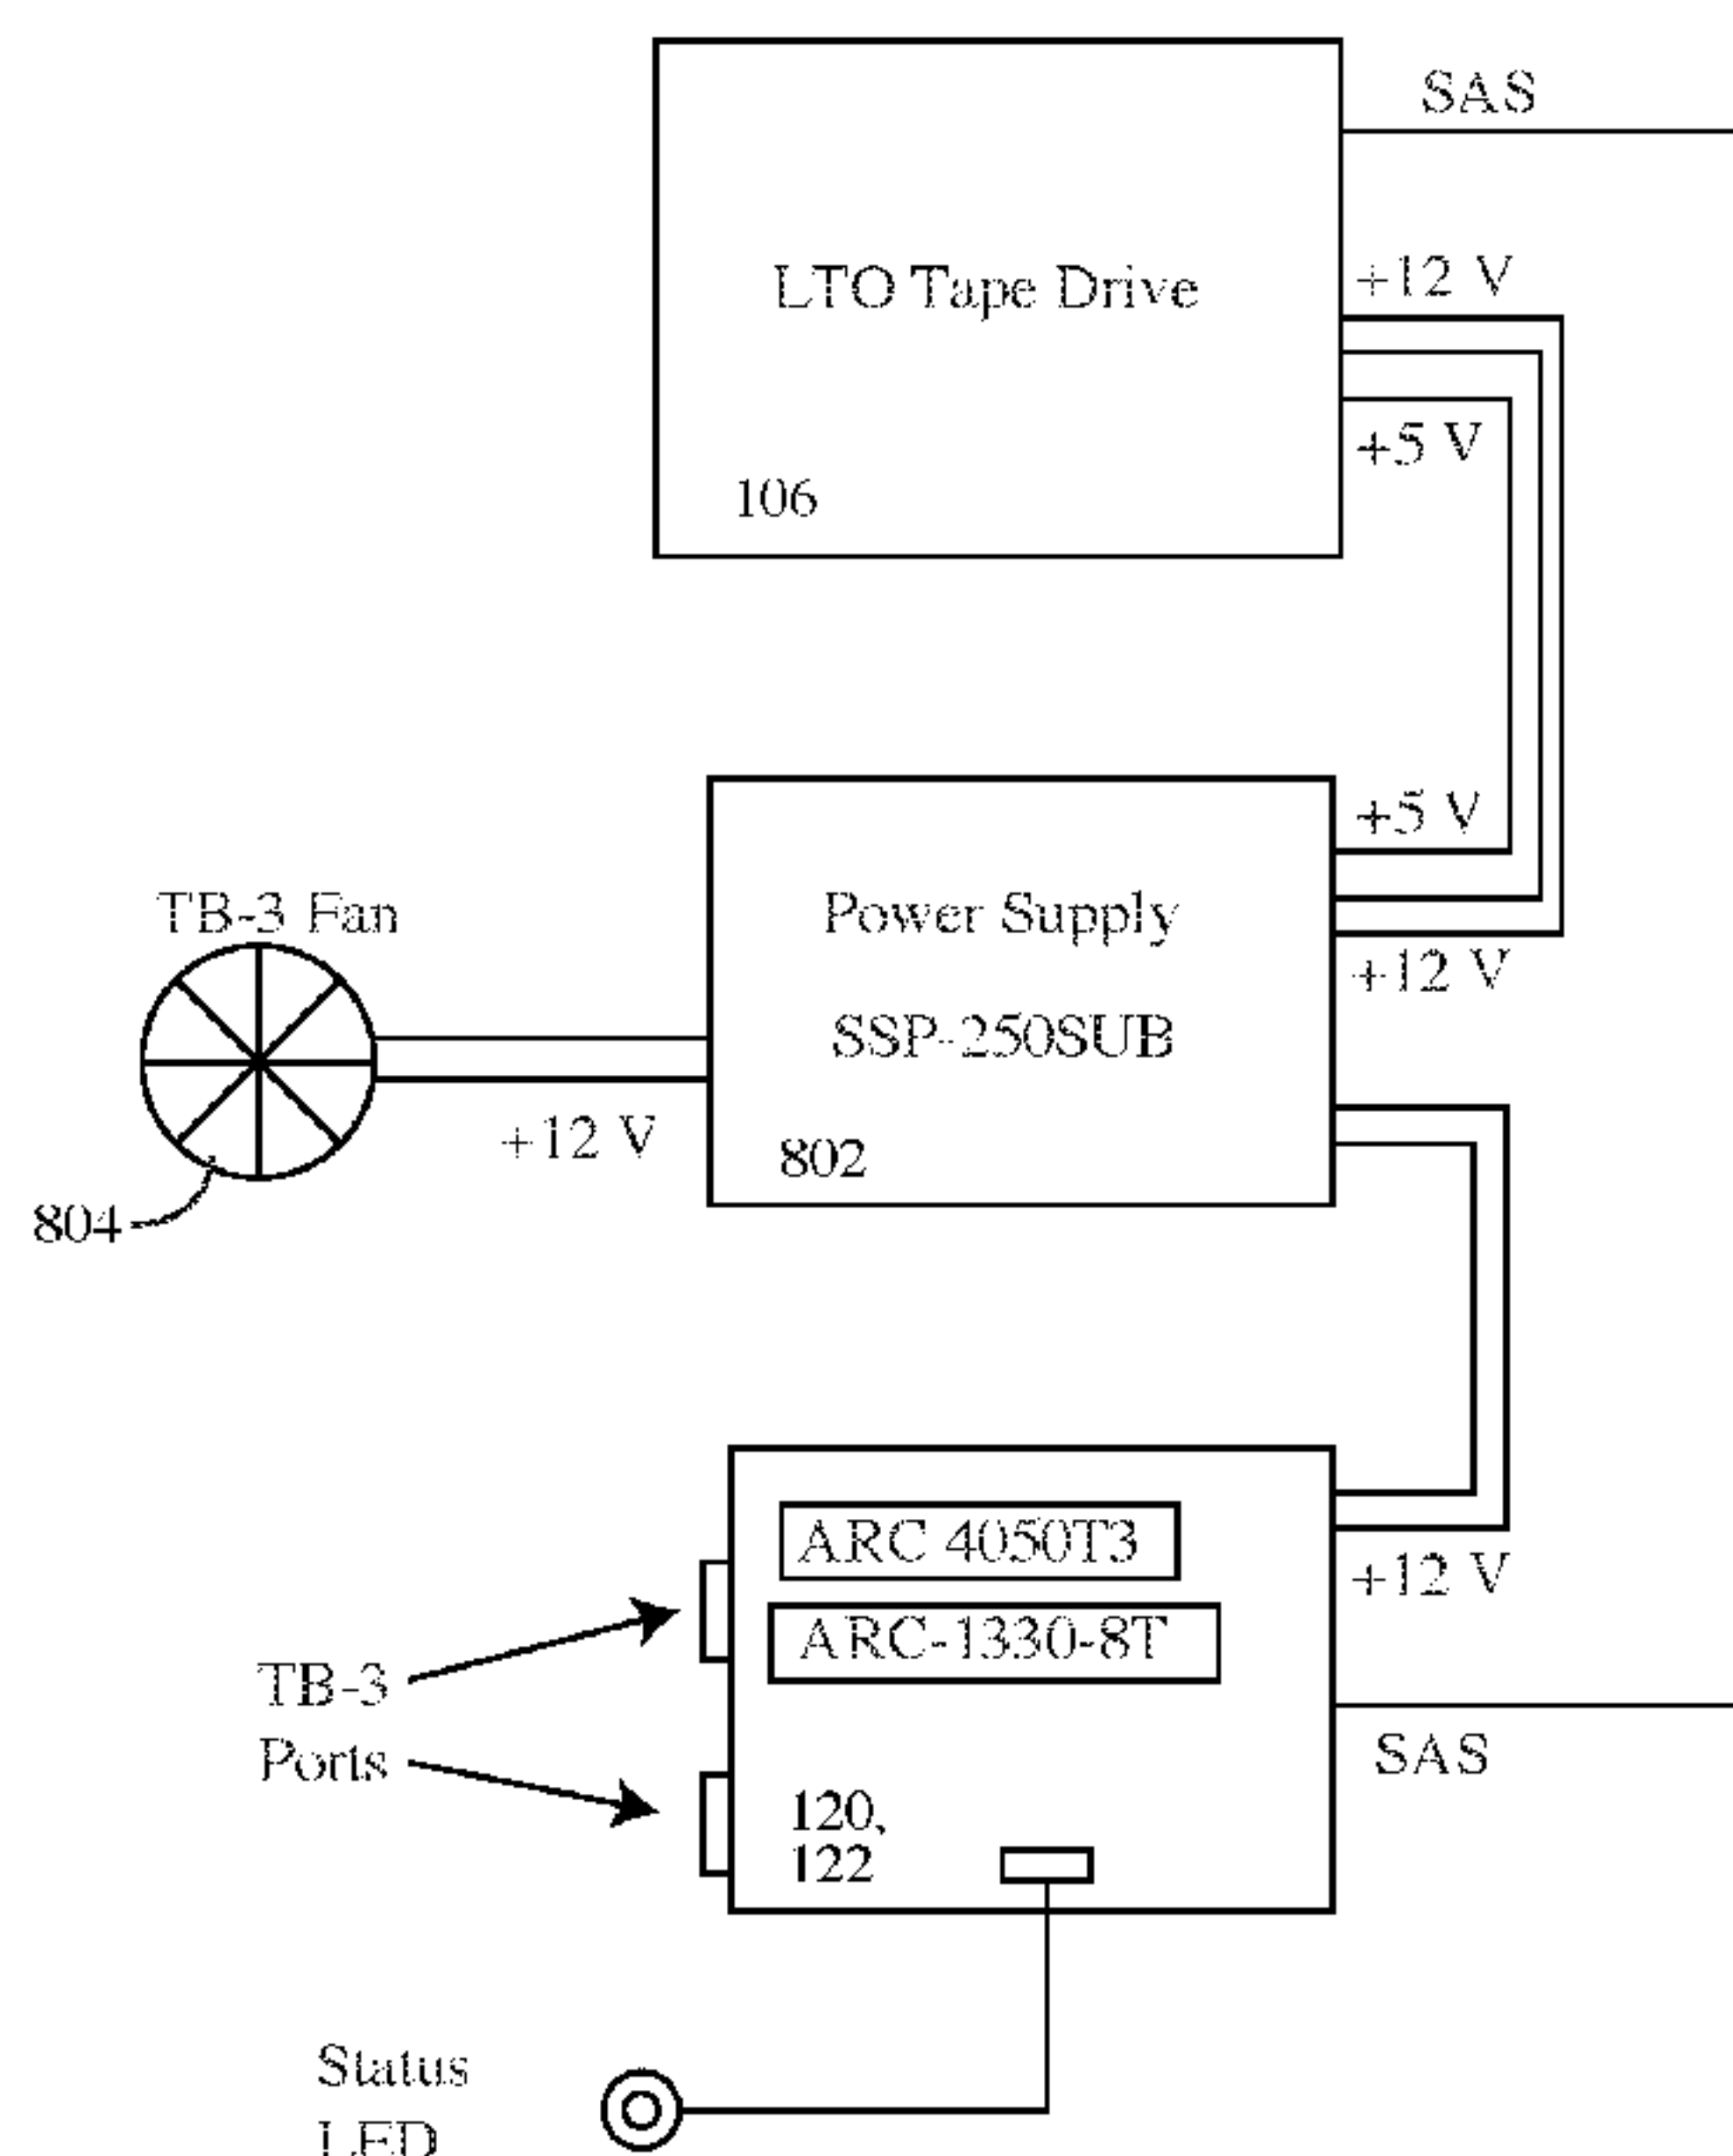 SAS
+12 V
LTO Tape Drive
+5 V
106
+5 V
TB-3 Fan
Power Supply
+12 V
SSP-250SUB
+12 V
802
804
ARC 4050T3
+12 V
ARC-1330-8T
TB-3
Ports
SAS
120,
122
Status
LED